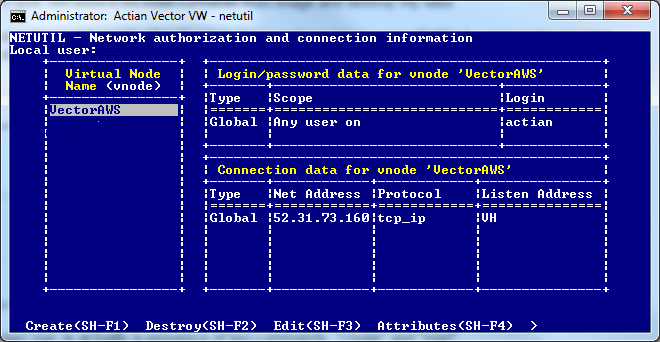 Administrator: Actian Vector VW - netutil
NETUTIL - Network authorization and connection information
Local user:
Virtual Node
Name (vnode)
VectorAWS
Login/password data for vnode 'VectorAWS'
Type Scope Login
Global Any user on actian
Connection data for vnode 'VectorAWS'
Type Net Address Protocol Listen Address
Global 52.31.73.160 tcp_ip VH
Create(SH-F1) Destroy(SH-F2) Edit(SH-F3) Attributes(SH-F4) >